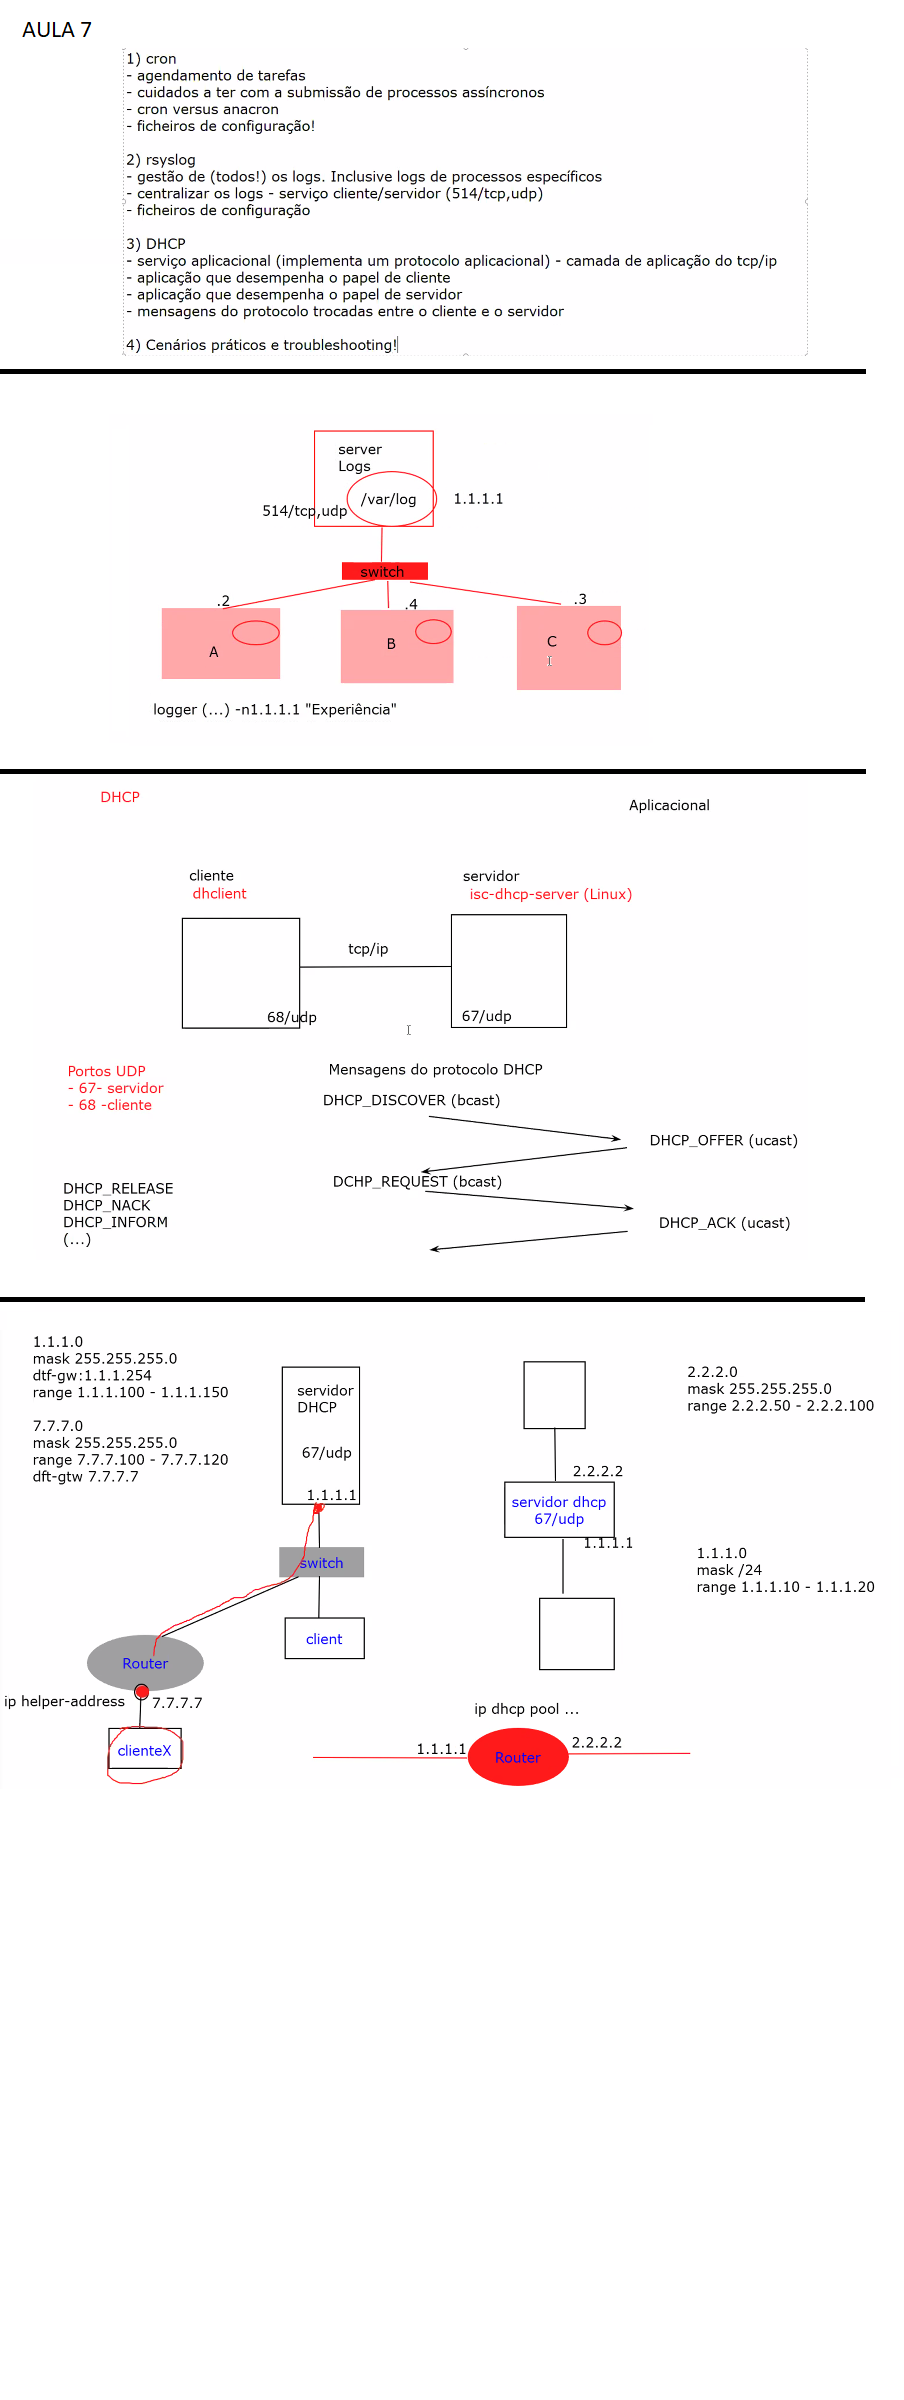 AULA 7
1) cron
- agendamento de tarefas
- cuidados a ter com a submissão de processos assíncronos
- cron versus anacron
- ficheiros de configuração!
2) rsyslog
- gestão de (todos!) os logs. Inclusive logs de processos específicos
- centralizar os logs - serviço cliente/servidor (514/tcp,udp)
- ficheiros de configuração
3) DHCP
- serviço aplicacional (implementa um protocolo aplicacional) - camada de aplicação do tcp/ip
- aplicação que desempenha o papel de cliente
- aplicação que desempenha o papel de servidor
- mensagens do protocolo trocadas entre o cliente e o servidor
4) Cenários práticos e troubleshooting!
server
Logs
/var/log
1.1.1.1
514/tcp,udp
switch
.2
.4
.3
A
B
C
logger (...) -n1.1.1.1 "Experiência"
DHCP
Aplicacional
cliente
dhclient
servidor
isc-dhcp-server (Linux)
tcp/ip
68/udp
67/udp
Portos UDP
- 67- servidor
- 68 -cliente
Mensagens do protocolo DHCP
DHCP_DISCOVER (bcast)
DHCP_OFFER (ucast)
DCHP_REQUEST (bcast)
DHCP_ACK (ucast)
DHCP_RELEASE
DHCP_NACK
DHCP_INFORM
(...)
1.1.1.0
mask 255.255.255.0
dtf-gw:1.1.1.254
range 1.1.1.100 - 1.1.1.150
7.7.7.0
mask 255.255.255.0
range 7.7.7.100 - 7.7.7.120
dft-gtw 7.7.7.7
servidor
DHCP
67/udp
1.1.1.1
switch
client
Router
ip helper-address
7.7.7.7
clienteX
2.2.2.0
mask 255.255.255.0
range 2.2.2.50 - 2.2.2.100
2.2.2.2
servidor dhcp
67/udp
1.1.1.1
1.1.1.0
mask /24
range 1.1.1.10 - 1.1.1.20
ip dhcp pool ...
1.1.1.1
Router
2.2.2.2